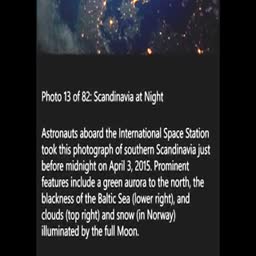 Photo 13 of 82: Scandinavia at Night
Astronauts aboard the International Space Station
took this photograph of southern Scandinavia just
before midnight on April 3, 2015. Prominent
features include a green aurora to the north, the
blackness of the Baltic Sea (lower right), and
clouds (top right) and snow (in Norway)
illuminated by the full Moon.